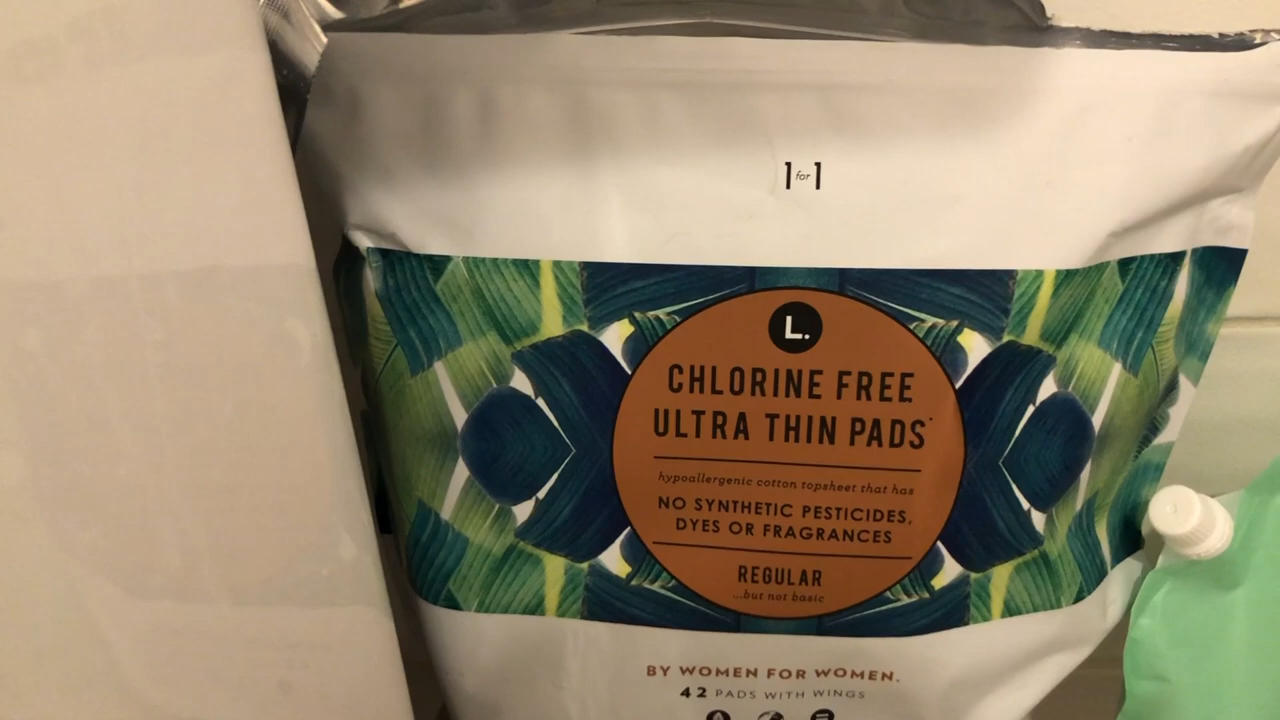 1 for 1
L.
CHLORINE FREE
ULTRA THIN PADS*
hypoallergenic cotton topsheet that has
NO SYNTHETIC PESTICIDES,
DYES OR FRAGRANCES
REGULAR
...but not basic
BY WOMEN FOR WOMEN.
42 PADS WITH WINGS